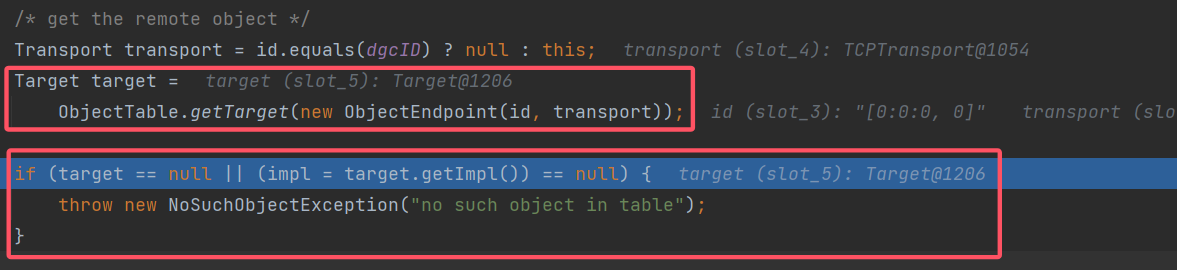 /* get the remote object */
Transport transport = id.equals(dgcID) ? null : this;  transport (slot_4): TCPTransport@1054
Target target =  target (slot_5): Target@1206
ObjectTable.getTarget(new ObjectEndpoint(id, transport));  id (slot_3): "[0:0:0, 0]"  transport (slo
if (target == null || (impl = target.getImpl()) == null) {  target (slot_5): Target@1206
throw new NoSuchObjectException("no such object in table");
}